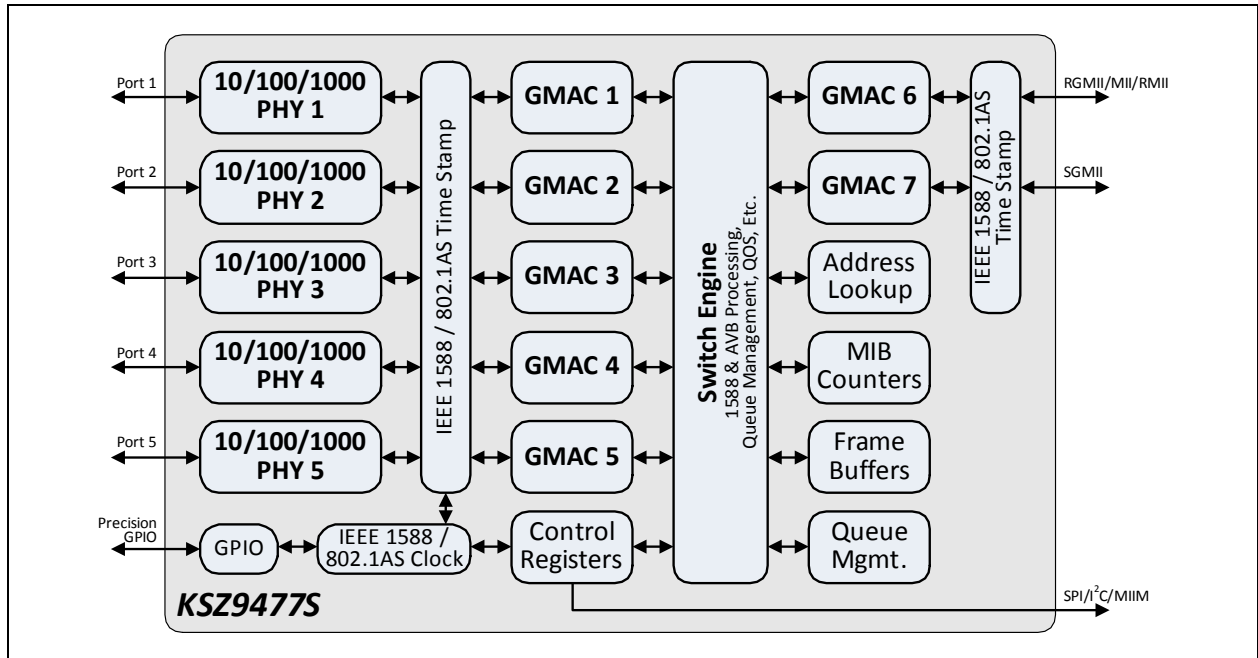 Port 1
10/100/1000
PHY 1
GMAC 1
GMAC 6
RGMII/MII/RMII
Port 2
10/100/1000
PHY 2
GMAC 2
GMAC 7
SGMII
Port 3
10/100/1000
PHY 3
GMAC 3
Address
Lookup
Port 4
10/100/1000
PHY 4
GMAC 4
MIB
Counters
Port 5
10/100/1000
PHY 5
GMAC 5
Frame
Buffers
IEEE 1588 / 802.1AS Time Stamp
Switch Engine
1588 & AVB Processing,
Queue Management, QOS, Etc.
IEEE 1588 / 802.1AS
Time Stamp
Precision
GPIO
GPIO
IEEE 1588 /
802.1AS Clock
Control
Registers
Queue
Mgmt.
KSZ9477S
SPI/I²C/MIIM